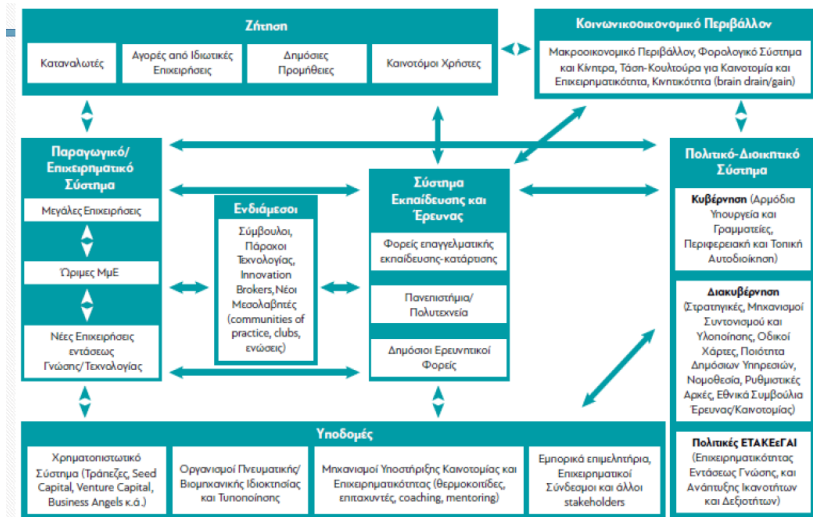 Ζήτηση
Καταναλωτές
Αγορές από Ιδιωτικές
Επιχειρήσεις
Δημόσιες
Προμήθειες
Καινοτόμοι Χρήστες
Κοινωνικοοικονομικό Περιβάλλον
Μακροοικονομικό Περιβάλλον, Φορολογικό Σύστημα
και Κίνητρα, Τάση-Κουλτούρα για Καινοτομία και
Επιχειρηματικότητα, Κινητικότητα (brain drain/gain)
Παραγωγικό/
Επιχειρηματικό
Σύστημα
Μεγάλες Επιχειρήσεις
Ώριμες ΜμΕ
Νέες Επιχειρήσεις
εντάσεως
Γνώσης/Τεχνολογίας
Ενδιάμεσοι
Σύμβουλοι,
Πάροχοι
Τεχνολογίας,
Innovation
Brokers, Νέοι
Μεσολαβητές
(communities of
practice, clubs,
ενώσεις)
Σύστημα
Εκπαίδευσης και
Έρευνας
Φορείς επαγγελματικής
εκπαίδευσης-κατάρτισης
Πανεπιστήμια/
Πολυτεχνεία
Δημόσιοι Ερευνητικοί
Φορείς
Πολιτικό-Διοικητικό
Σύστημα
Κυβέρνηση (Αρμόδια
Υπουργεία και
Γραμματείες,
Περιφερειακή και Τοπική
Αυτοδιοίκηση)
Διακυβέρνηση
(Στρατηγικές, Μηχανισμοί
Συντονισμού και
Υλοποίησης, Οδικοί
Χάρτες, Ποιότητα
Δημόσιων Υπηρεσιών,
Νομοθεσία, Ρυθμιστικές
Αρχές, Εθνικά Συμβούλια
Έρευνας/Καινοτομίας)
Πολιτικές ΕΤΑΚΕεΓΑΙ
(Επιχειρηματικότητας
Εντάσεως Γνώσης, και
Ανάπτυξης Ικανοτήτων
και Δεξιοτήτων)
Υποδομές
Χρηματοπιστωτικό
Σύστημα (Τράπεζες, Seed
Capital, Venture Capital,
Business Angels κ.ά.)
Οργανισμοί Πνευματικής/
Βιομηχανικής Ιδιοκτησίας
και Τυποποίησης
Μηχανισμοί Υποστήριξης Καινοτομίας και
Επιχειρηματικότητας (θερμοκοιτίδες,
επιταχυντές, coaching, mentoring)
Εμπορικά επιμελητήρια,
Επιχειρηματικοί
Σύνδεσμοι και άλλοι
stakeholders